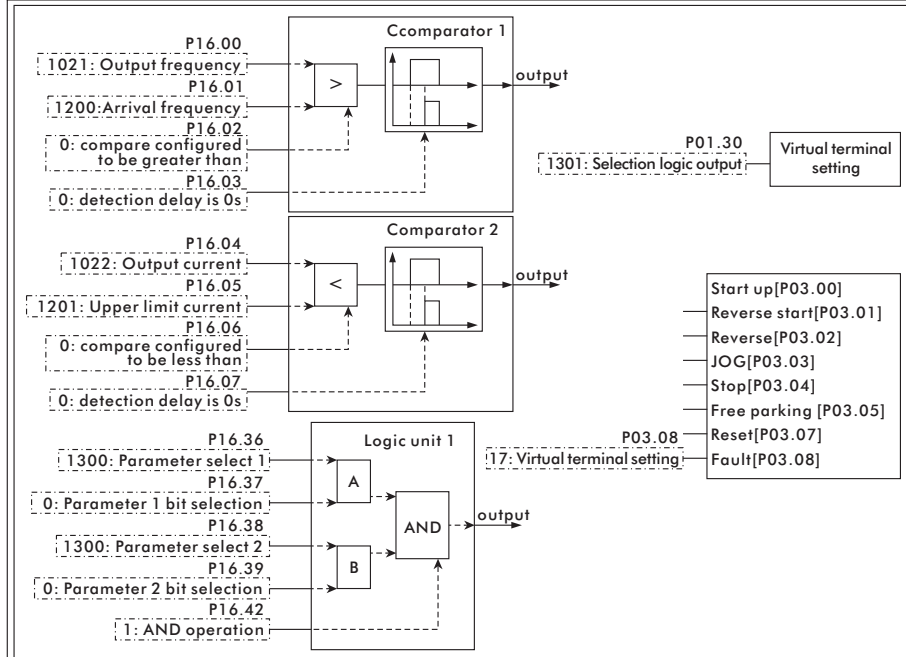 Ccomparator 1
P16.00
1021: Output frequency
P16.01
1200:Arrival frequency
P16.02
0: compare configured
to be greater than
P16.03
0: detection delay is 0s
>
output
P01.30
1301: Selection logic output
Virtual terminal
setting
Comparator 2
P16.04
1022: Output current
P16.05
1201: Upper limit current
P16.06
0: compare configured
to be less than
P16.07
0: detection delay is 0s
<
output
Start up[P03.00]
Reverse start[P03.01]
Reverse[P03.02]
JOG[P03.03]
Stop[P03.04]
Free parking [P03.05]
Reset[P03.07]
Fault[P03.08]
P03.08
17: Virtual terminal setting
Logic unit 1
P16.36
1300: Parameter select 1
P16.37
0: Parameter 1 bit selection
P16.38
1300: Parameter select 2
P16.39
0: Parameter 2 bit selection
P16.42
1: AND operation
A
B
AND
output